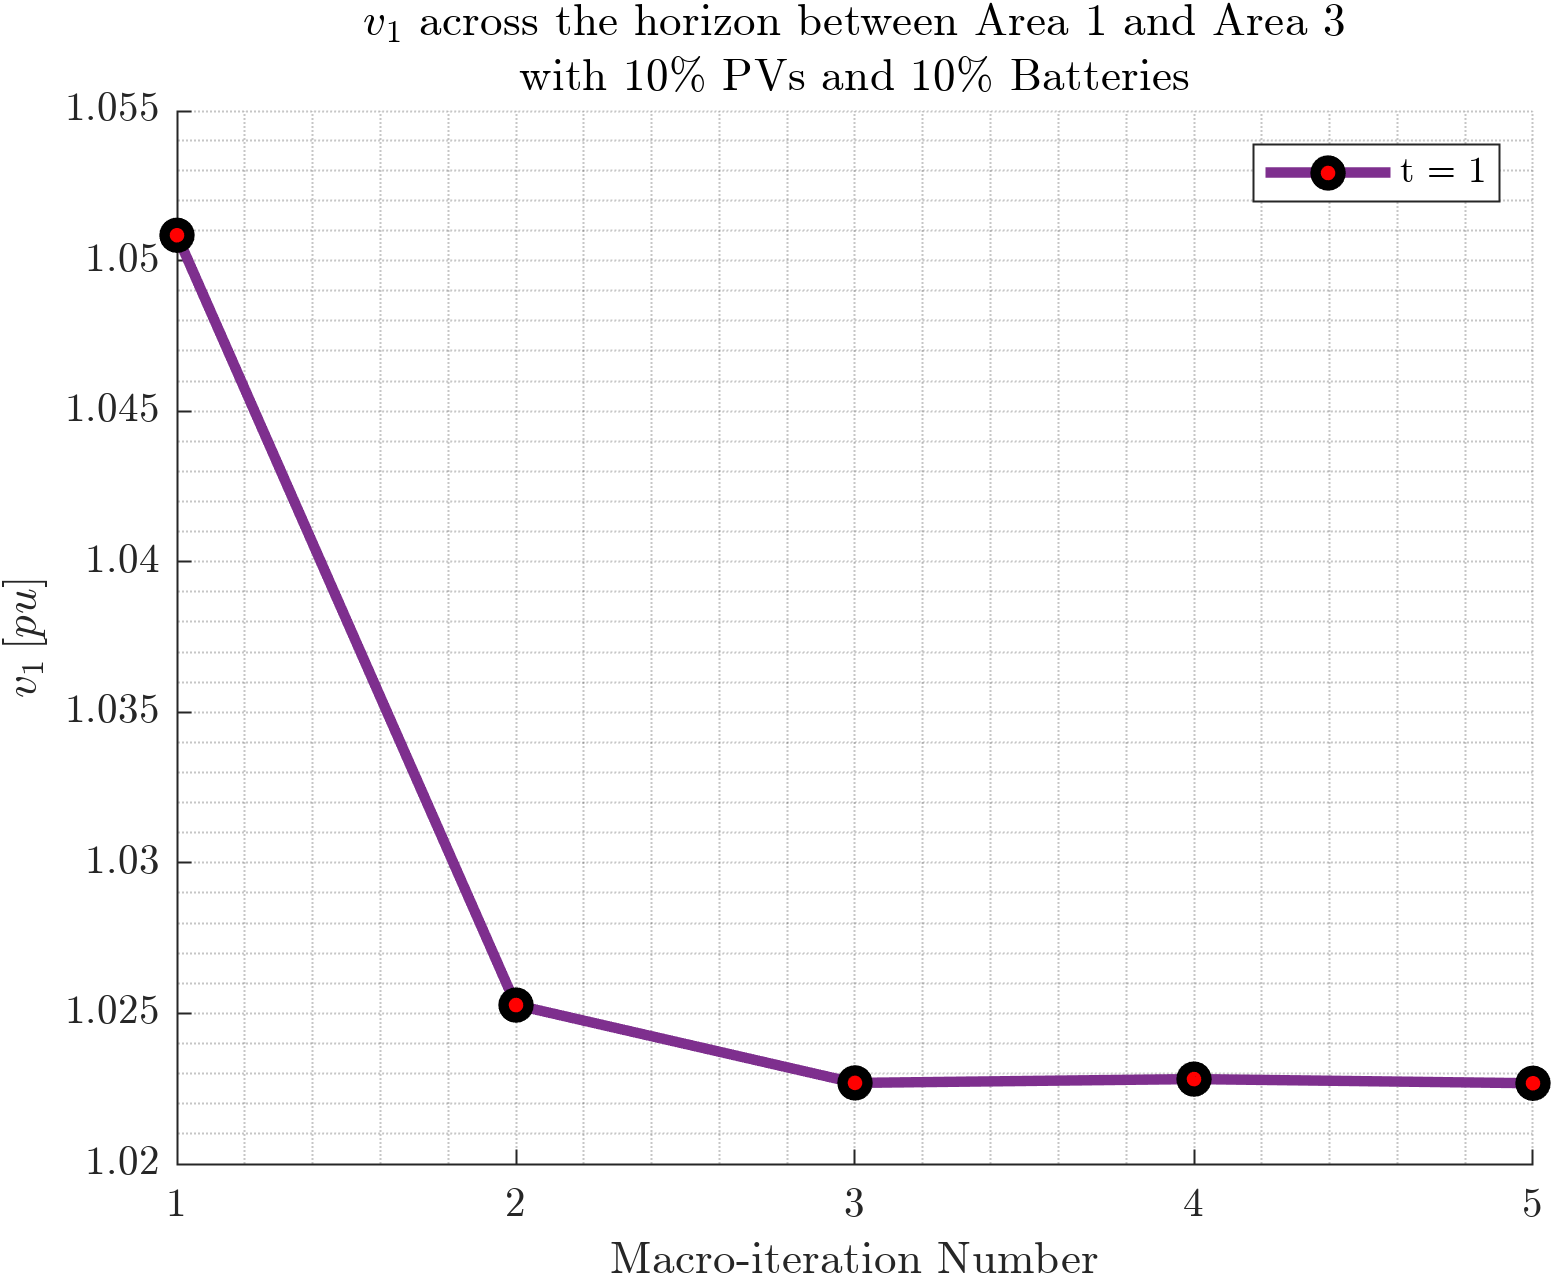 v₁ across the horizon between Area 1 and Area 3
with 10% PVs and 10% Batteries
1.055
1.05
1.045
1.04
1.035
1.03
1.025
1.02
v₁ [pu]
t = 1
1 2 3 4 5
Macro-iteration Number